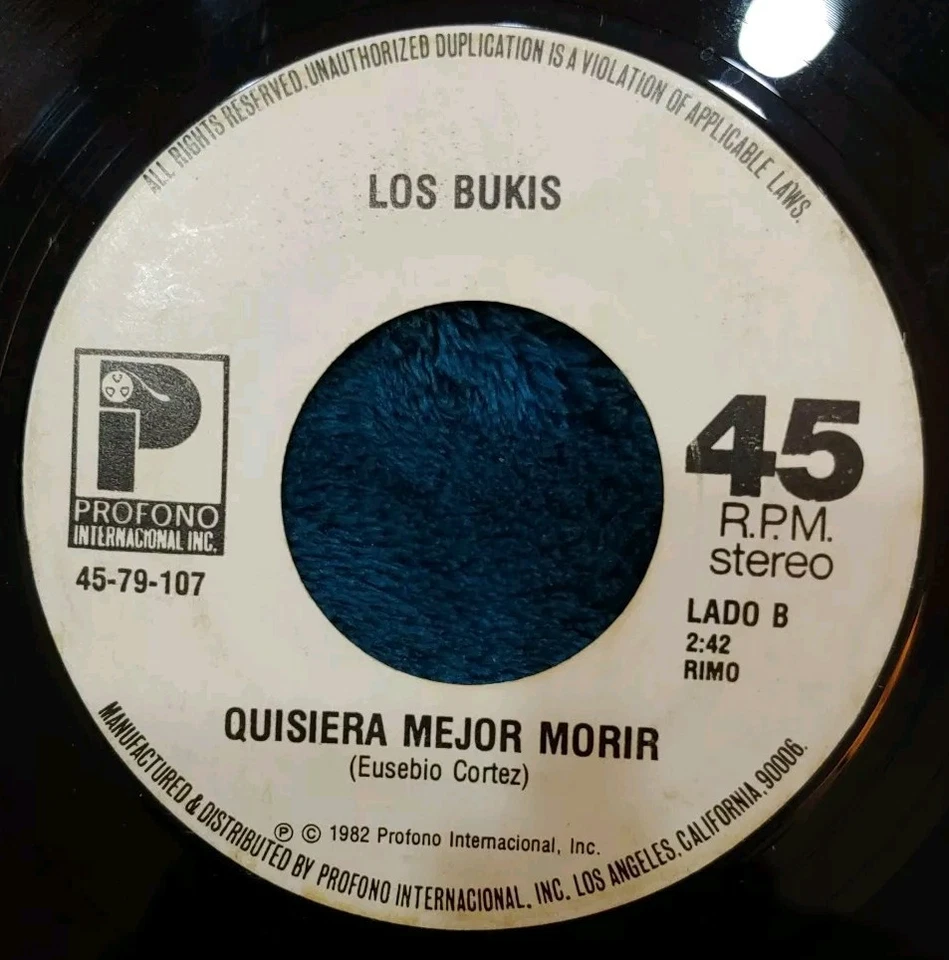 ALL RIGHTS RESERVED. UNAUTHORIZED DUPLICATION IS A VIOLATION OF APPLICABLE LAWS.
LOS BUKIS
PROFONO
INTERNACIONAL INC.
45-79-107
45
R.P.M.
stereo
LADO B
2:42
RIMO
QUISIERA MEJOR MORIR
(Eusebio Cortez)
Ⓟ © 1982 Profono Internacional, Inc.
MANUFACTURED & DISTRIBUTED BY PROFONO INTERNACIONAL, INC. LOS ANGELES, CALIFORNIA, 90006.